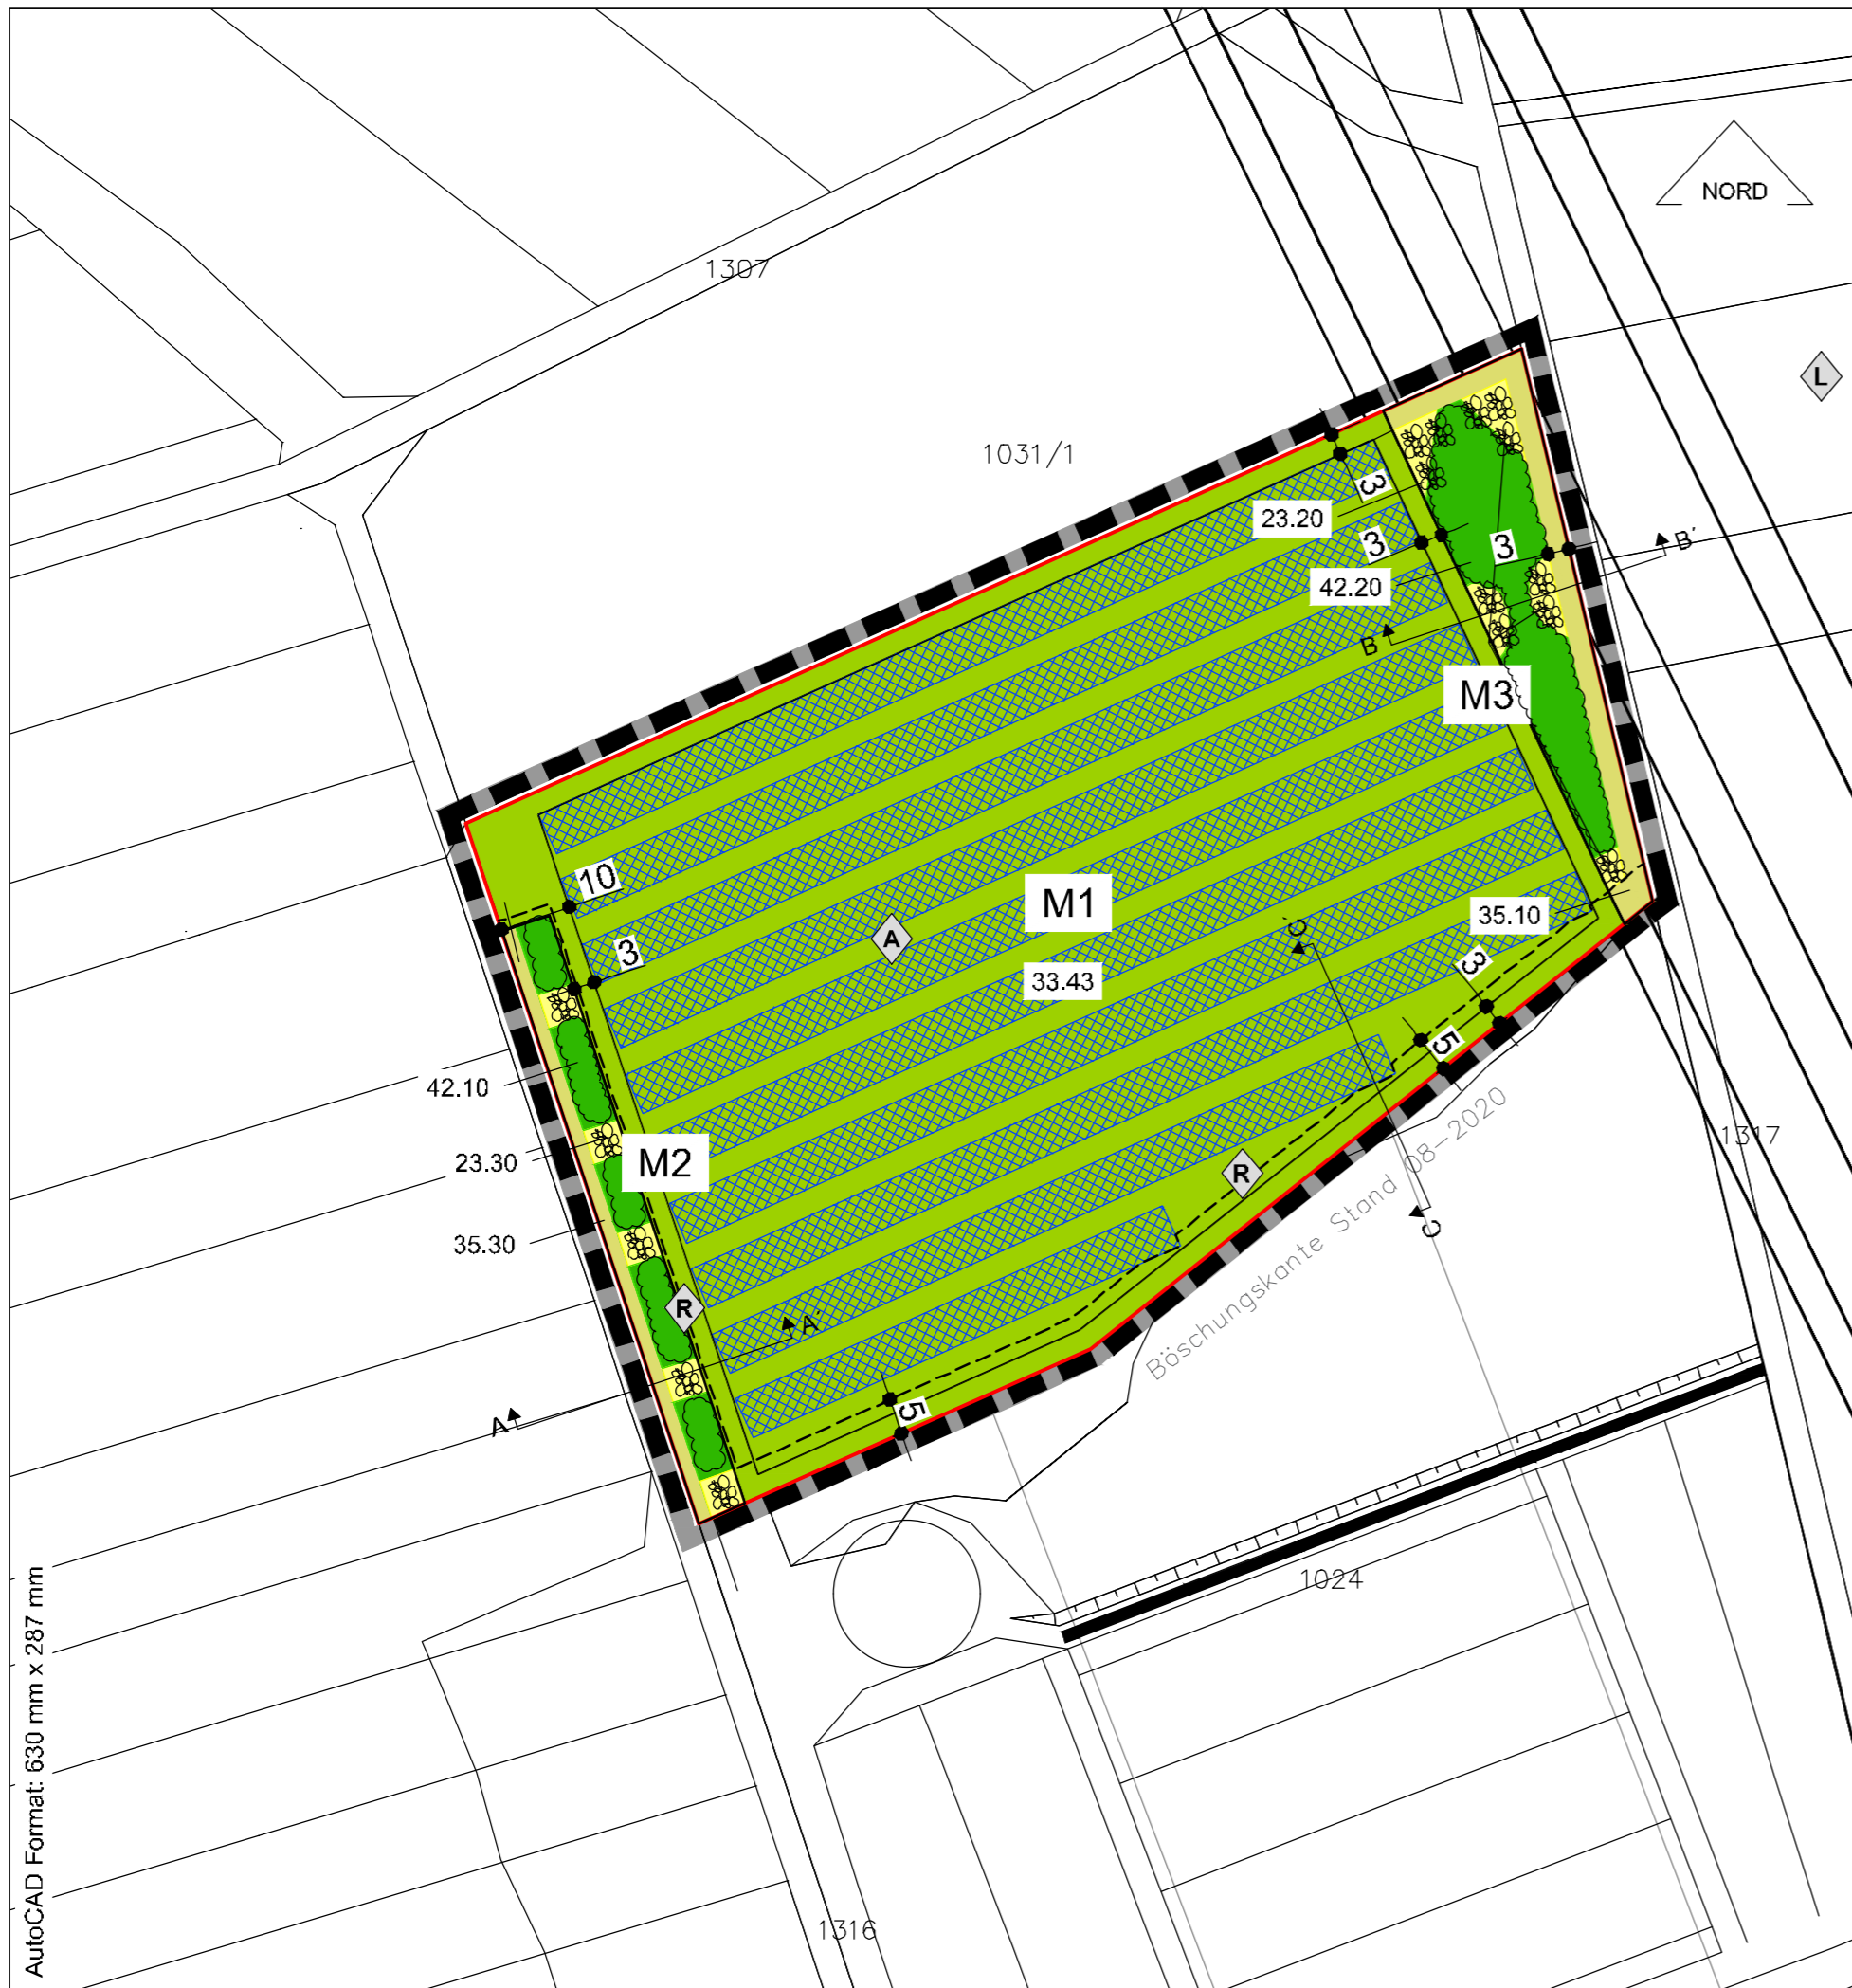 NORD
1307
L
1031/1
3
23.20
B'
3
3
42.20
B
M3
10
M1
35.10
A
3
C'
3
33.43
5
42.10
Böschungskante Stand 08-2020
1317
23.30
M2
R
C
35.30
R
A'
5
A
1024
AutoCAD Format: 630 mm x 287 mm
1316